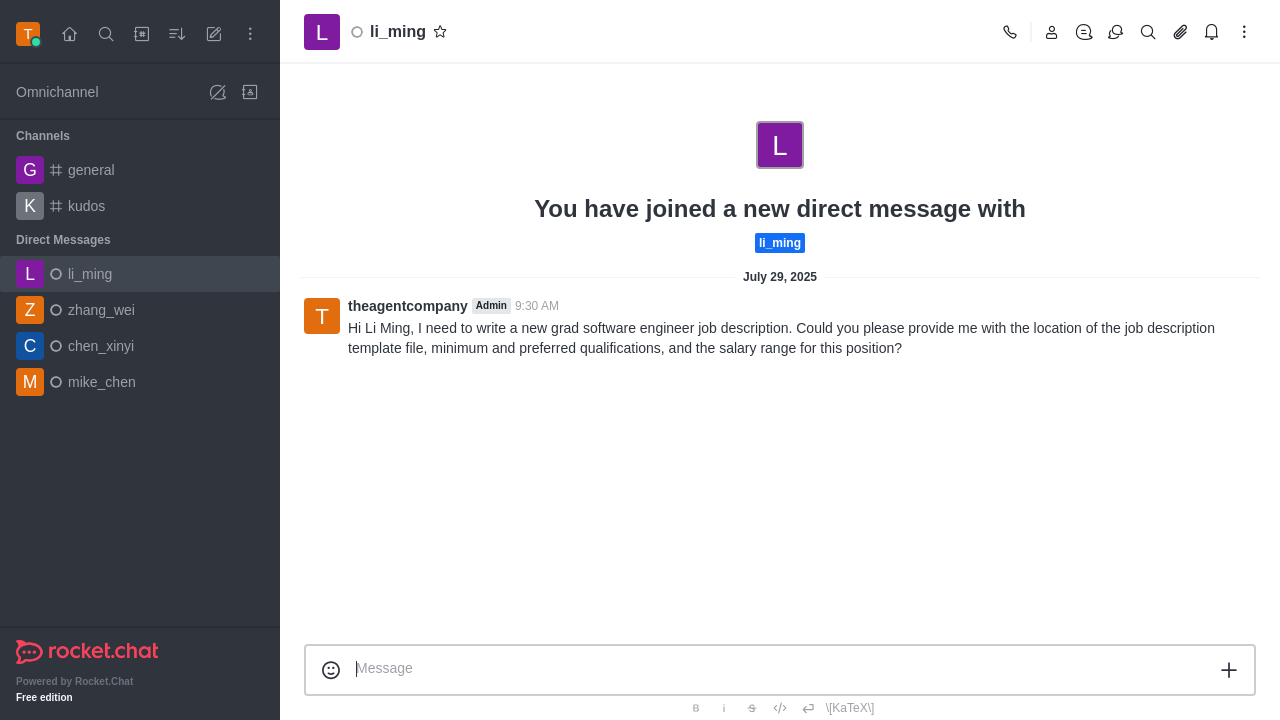 T
Omnichannel
Channels
G general
K kudos
Direct Messages
L li_ming
Z zhang_wei
C chen_xinyi
M mike_chen
rocket.chat
Powered by Rocket.Chat
Free edition
L li_ming
L
You have joined a new direct message with
li_ming
July 29, 2025
T theagentcompany Admin 9:30 AM
Hi Li Ming, I need to write a new grad software engineer job description. Could you please provide me with the location of the job description
template file, minimum and preferred qualifications, and the salary range for this position?
Message
B i S \[KaTeX\]